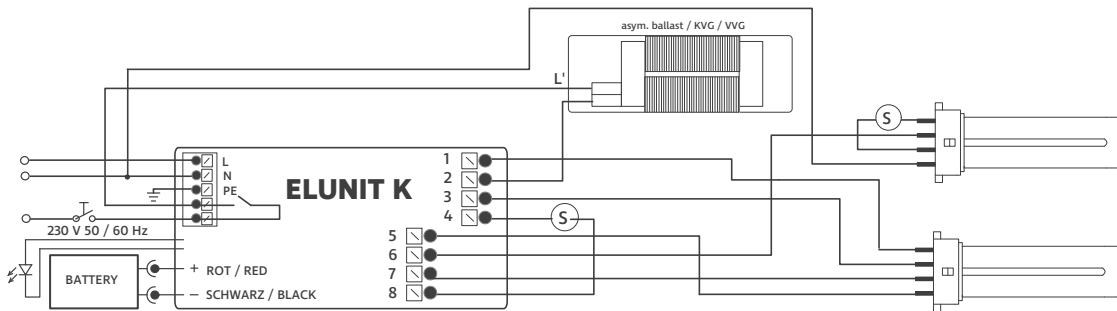 asym. ballast / KVG / VVG
L'
S
L
N
PE
ELUNIT K
1
2
3
4
S
5
6
7
8
230 V 50 / 60 Hz
BATTERY
+ ROT / RED
− SCHWARZ / BLACK